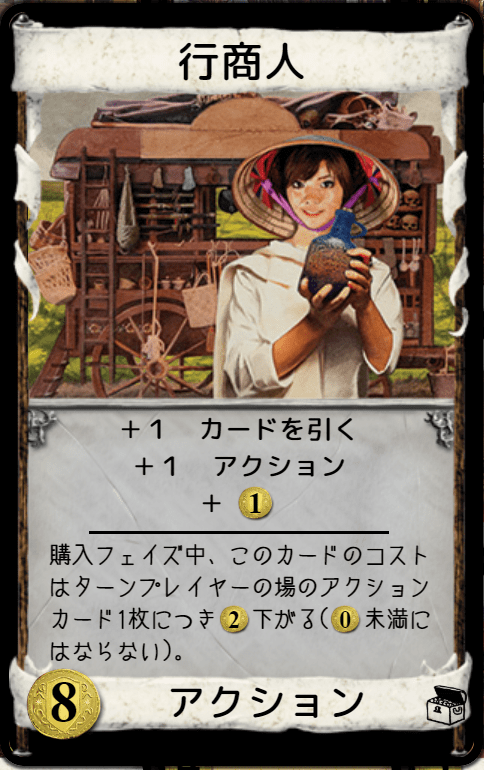 行商人
+1 カードを引く
+1 アクション
+ 1
購入フェイズ中、このカードのコスト
はターンプレイヤーの場のアクション
カード1枚につき2下がる(0未満に
はならない)。
8 アクション